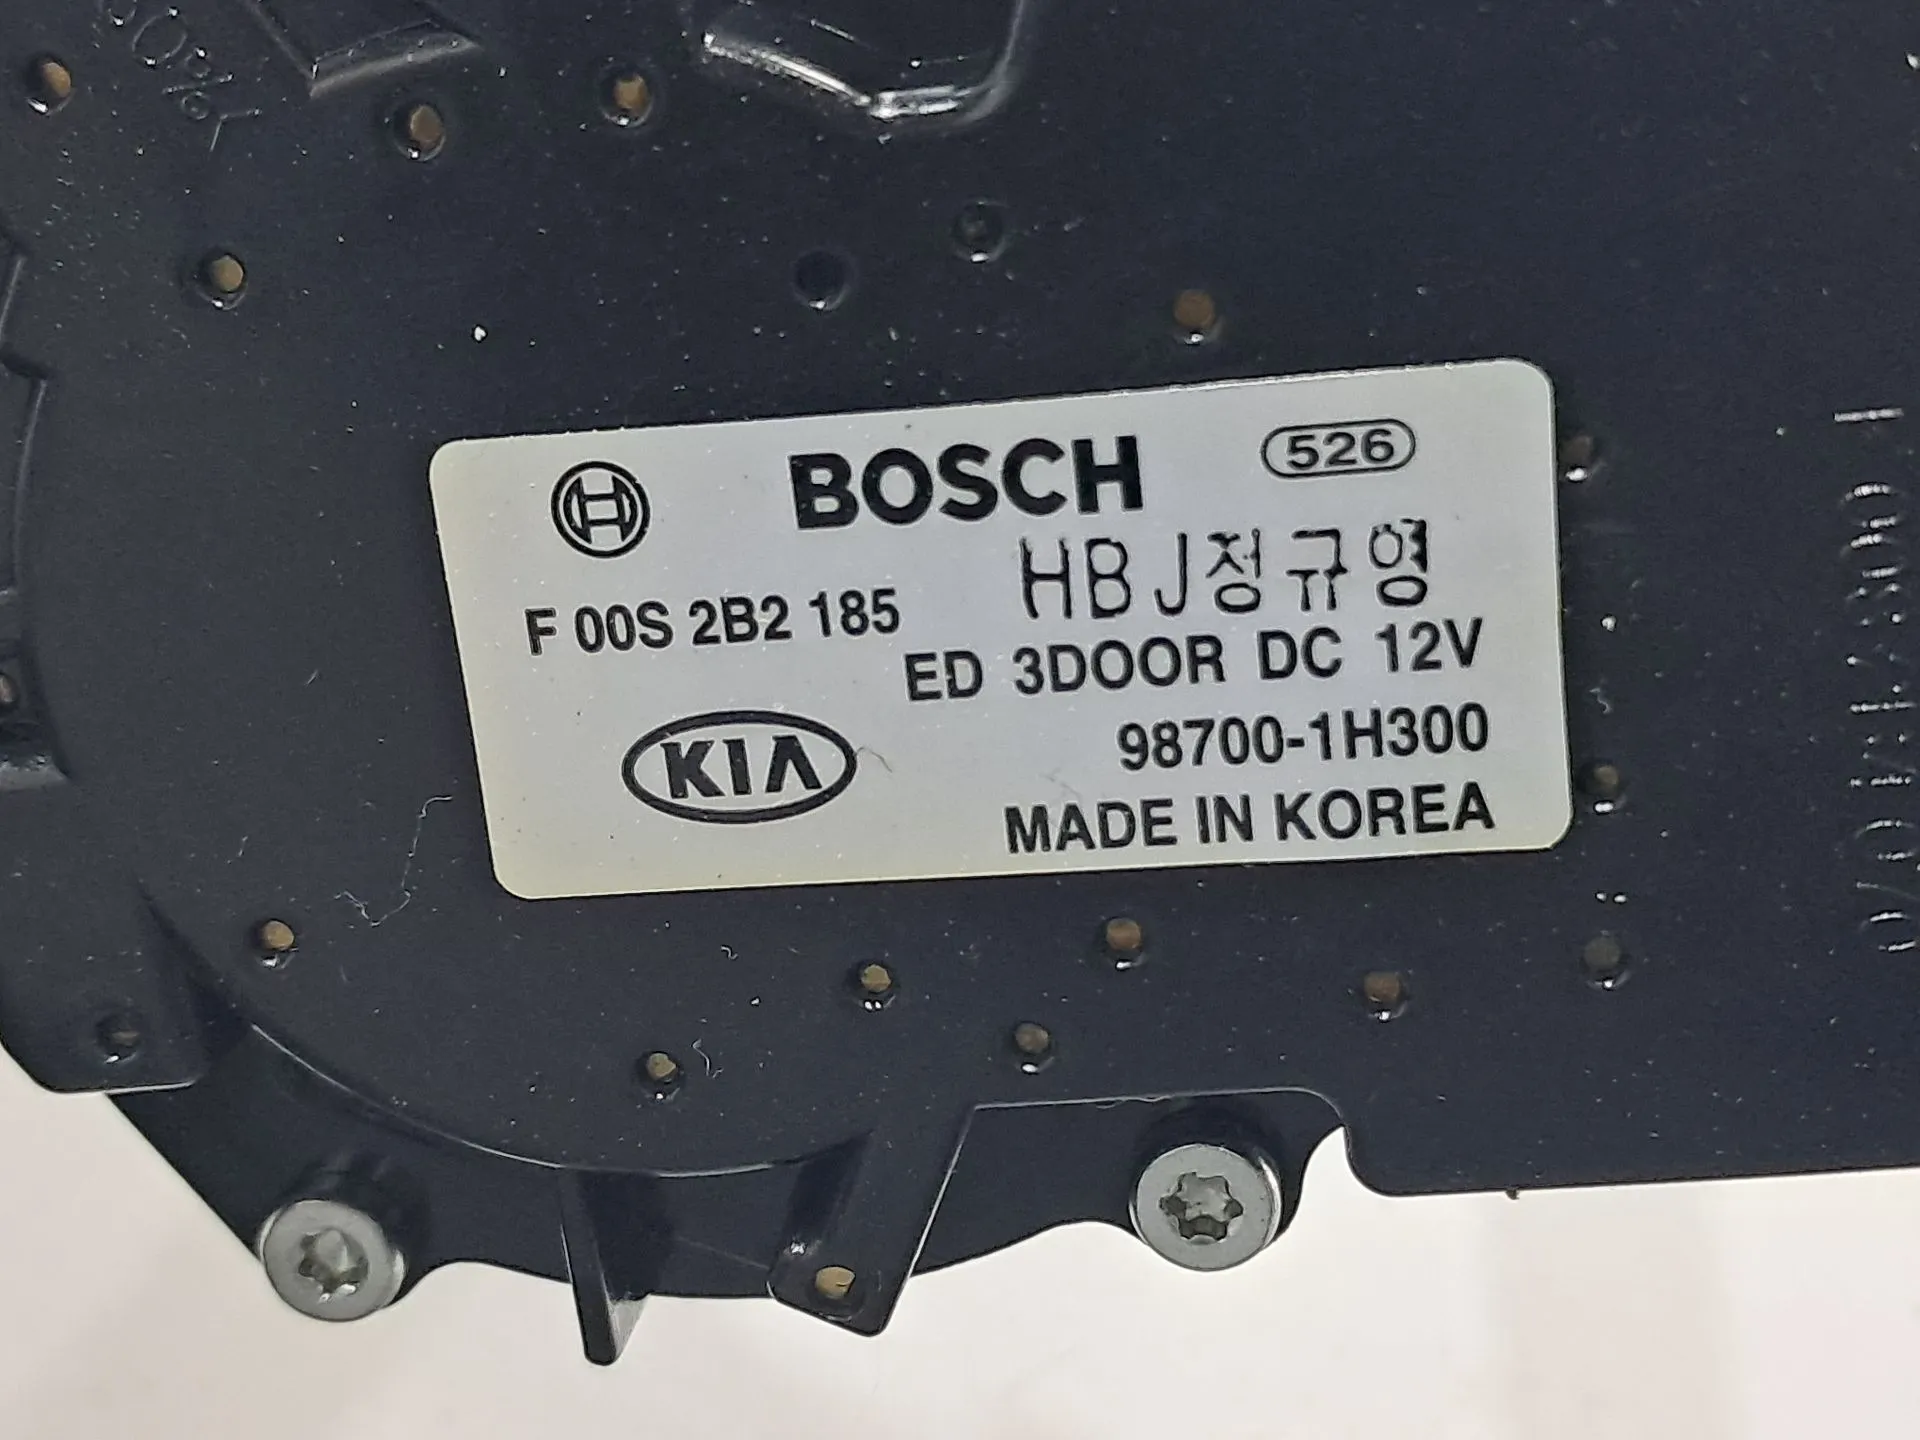 BOSCH 526
HBJ정규영
F 00S 2B2 185
ED 3DOOR DC 12V
KIA
98700-1H300
MADE IN KOREA